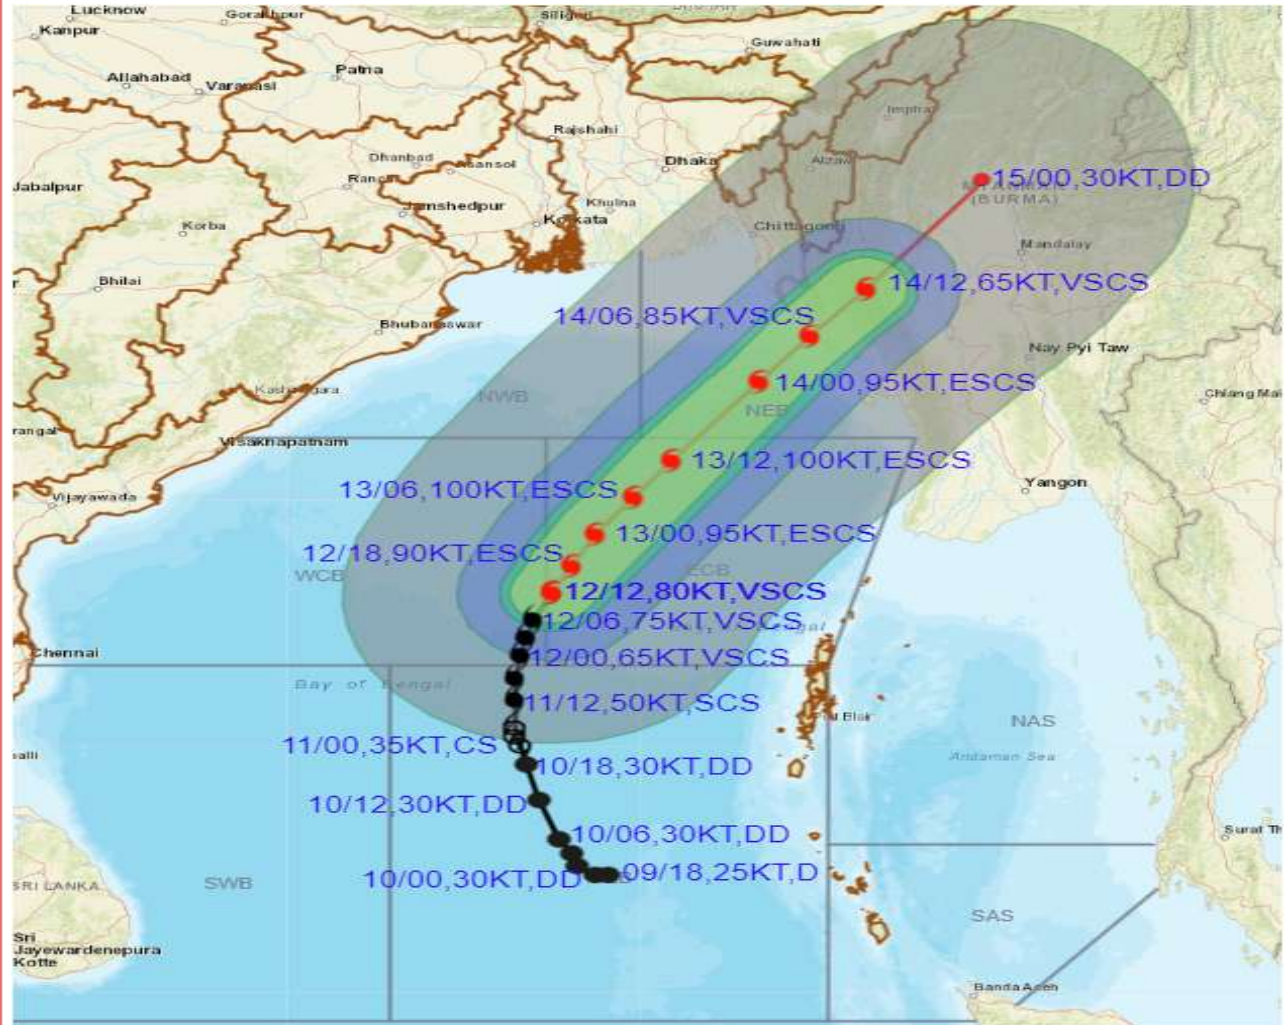 Lucknow
Gorakhpur
Siliguri
Kanpur
Guwahati
Patna
Allahabad
Varanasi
Imphal
Rajshahi
Dhanbad
Asansol
Dhaka
Aizawl
Ranchi
15/00,30KT,DD
Jabalpur
MYANMAR
(BURMA)
Jamshedpur
Khulna
Kolkata
Korba
Chittagong
Mandalay
Bhilai
14/12,65KT,VSCS
14/06,85KT,VSCS
Bhubaneswar
Nay Pyi Taw
14/00,95KT,ESCS
NWB
Chiang Mai
NEB
Visakhapatnam
13/12,100KT,ESCS
13/06,100KT,ESCS
Yangon
Vijayawada
13/00,95KT,ESCS
12/18,90KT,ESCS
WCB
ECB
12/12,80KT,VSCS
12/06,75KT,VSCS
Chennai
12/00,65KT,VSCS
Bay of Bengal
11/12,50KT,SCS
Port Blair
NAS
11/00,35KT,CS
Andaman Sea
10/18,30KT,DD
10/12,30KT,DD
10/06,30KT,DD
Surat Th
09/18,25KT,D
10/00,30KT,DD
SRI LANKA
SWB
SAS
Sri
Jayewardenepura
Kotte
Banda Aceh